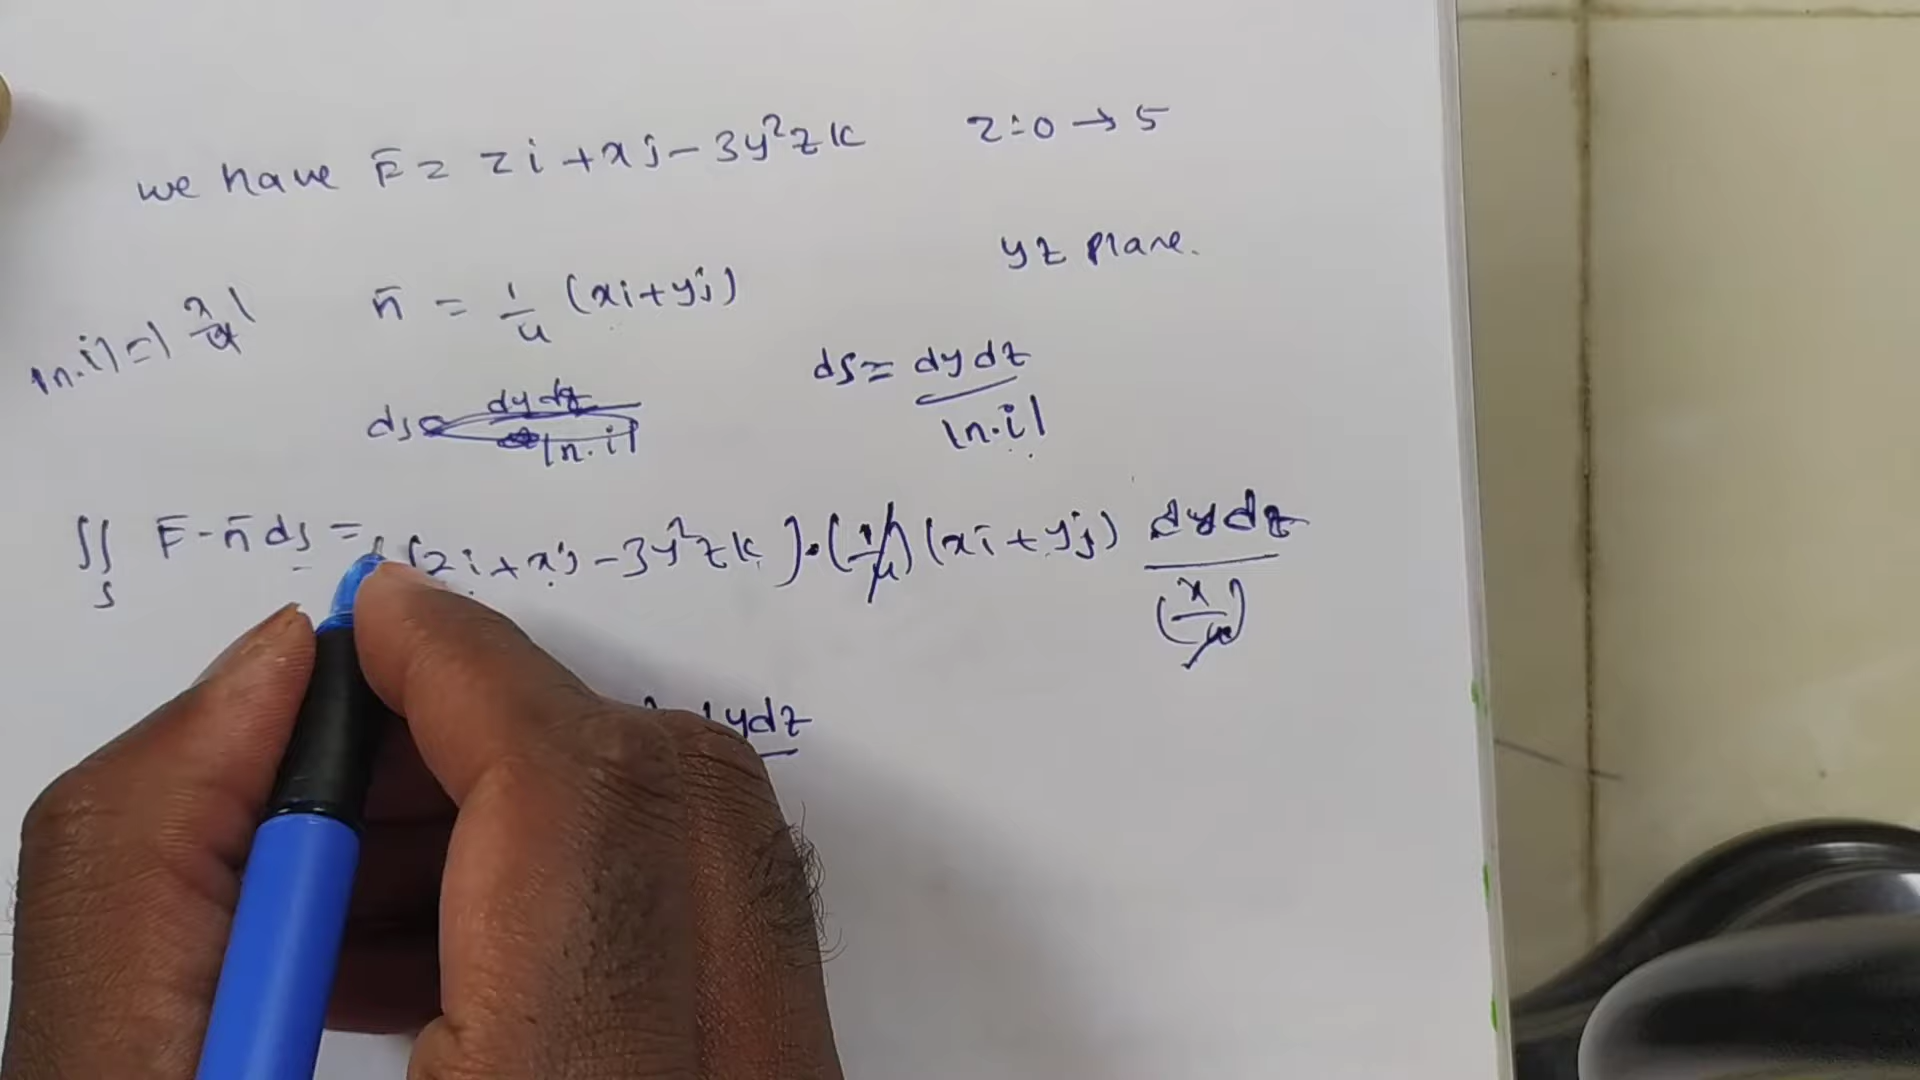 we have F̄ = zi + xj - 3y²zk z:0 → 5
yz plane.
|n.i| = | x/4 | n̄ = 1/4 (xi + yj)
ds = dydz / |n.i|
ds = dydz / |n.i|
∬S F̄ - n̄ ds = (zi + xj - 3y²zk) · (1/4) (xi + yj) dydz / (x/4)
dydz